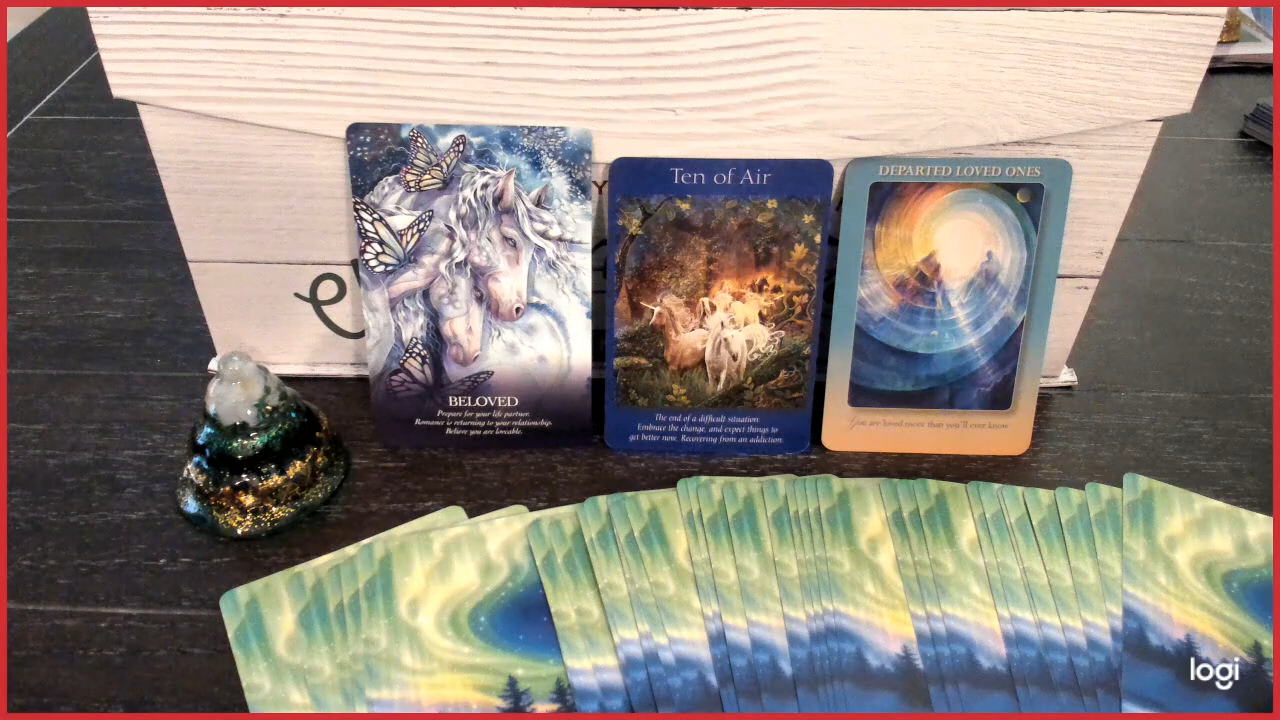 BELOVED
Prepare for your life partner.
Romance is returning to your relationship.
Believe you are loveable.
Ten of Air
The end of a difficult situation.
Embrace the change, and expect things to
get better now. Recovering from an addiction.
DEPARTED LOVED ONES
You are loved more than you'll ever know
logi